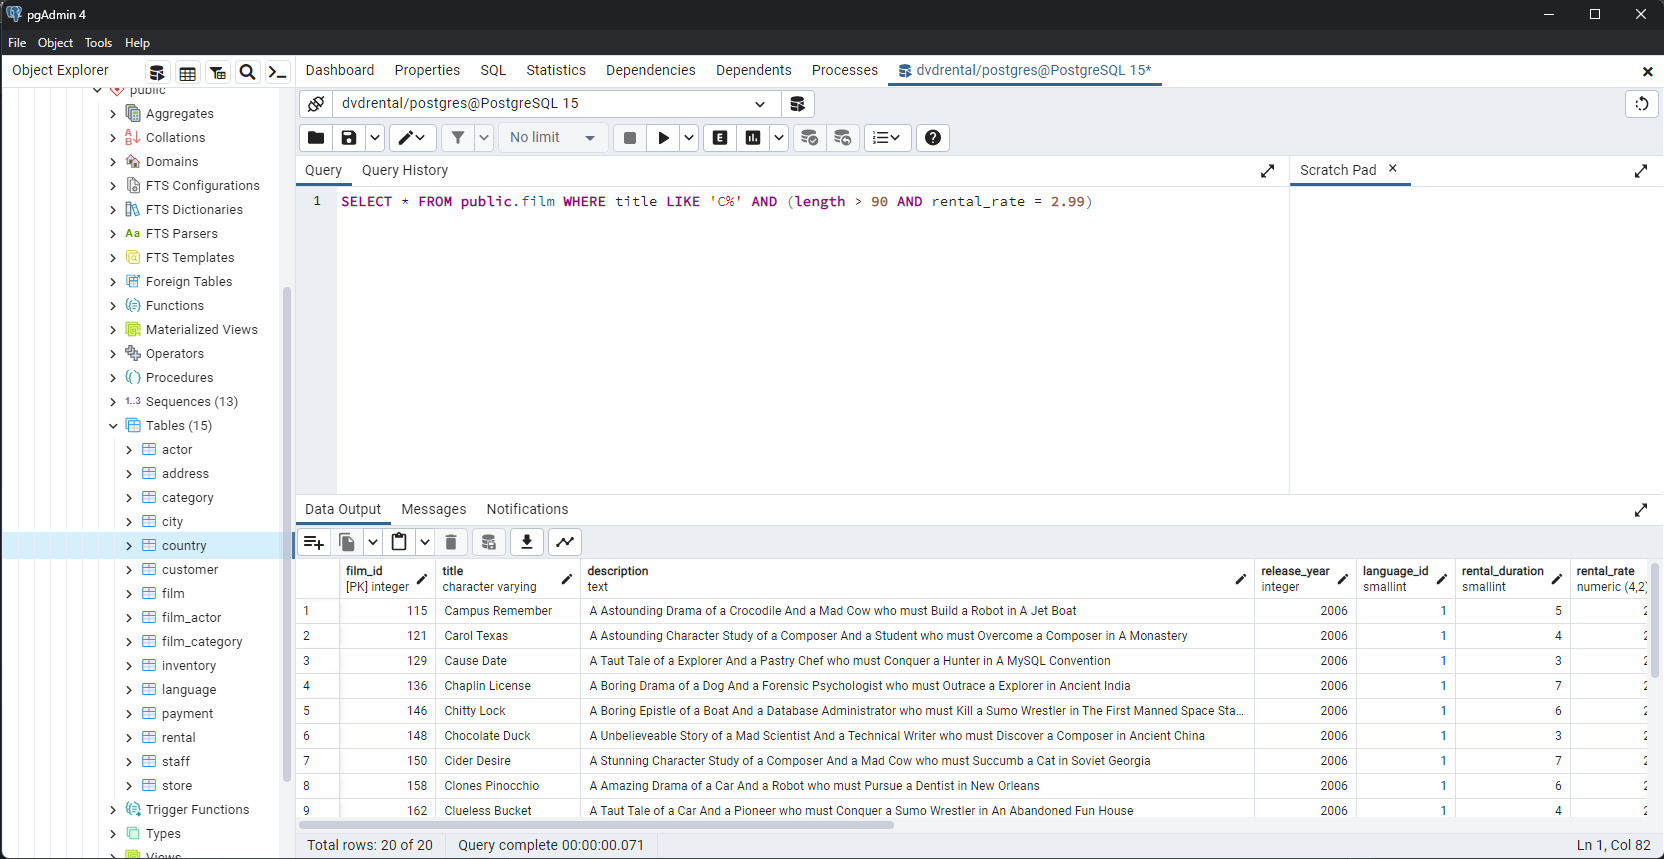 pgAdmin 4
File Object Tools Help
Object Explorer
Dashboard Properties SQL Statistics Dependencies Dependents Processes dvdrental/postgres@PostgreSQL 15*
public
Aggregates
Collations
Domains
FTS Configurations
FTS Dictionaries
Aa FTS Parsers
FTS Templates
Foreign Tables
Functions
Materialized Views
Operators
Procedures
1..3 Sequences (13)
Tables (15)
actor
address
category
city
country
customer
film
film_actor
film_category
inventory
language
payment
rental
staff
store
Trigger Functions
Types
Views
dvdrental/postgres@PostgreSQL 15
No limit
E
Query Query History
Scratch Pad
1 SELECT * FROM public.film WHERE title LIKE 'C%' AND (length > 90 AND rental_rate = 2.99)
Data Output Messages Notifications
film_id title description release_year language_id rental_duration rental_rate
[PK] integer character varying text integer smallint smallint numeric (4,2)
1 115 Campus Remember A Astounding Drama of a Crocodile And a Mad Cow who must Build a Robot in A Jet Boat 2006 1 5 2
2 121 Carol Texas A Astounding Character Study of a Composer And a Student who must Overcome a Composer in A Monastery 2006 1 4 2
3 129 Cause Date A Taut Tale of a Explorer And a Pastry Chef who must Conquer a Hunter in A MySQL Convention 2006 1 3 2
4 136 Chaplin License A Boring Drama of a Dog And a Forensic Psychologist who must Outrace a Explorer in Ancient India 2006 1 7 2
5 146 Chitty Lock A Boring Epistle of a Boat And a Database Administrator who must Kill a Sumo Wrestler in The First Manned Space Sta... 2006 1 6 2
6 148 Chocolate Duck A Unbelieveable Story of a Mad Scientist And a Technical Writer who must Discover a Composer in Ancient China 2006 1 3 2
7 150 Cider Desire A Stunning Character Study of a Composer And a Mad Cow who must Succumb a Cat in Soviet Georgia 2006 1 7 2
8 158 Clones Pinocchio A Amazing Drama of a Car And a Robot who must Pursue a Dentist in New Orleans 2006 1 6 2
9 162 Clueless Bucket A Taut Tale of a Car And a Pioneer who must Conquer a Sumo Wrestler in An Abandoned Fun House 2006 1 4 2
Total rows: 20 of 20 Query complete 00:00:00.071 Ln 1, Col 82